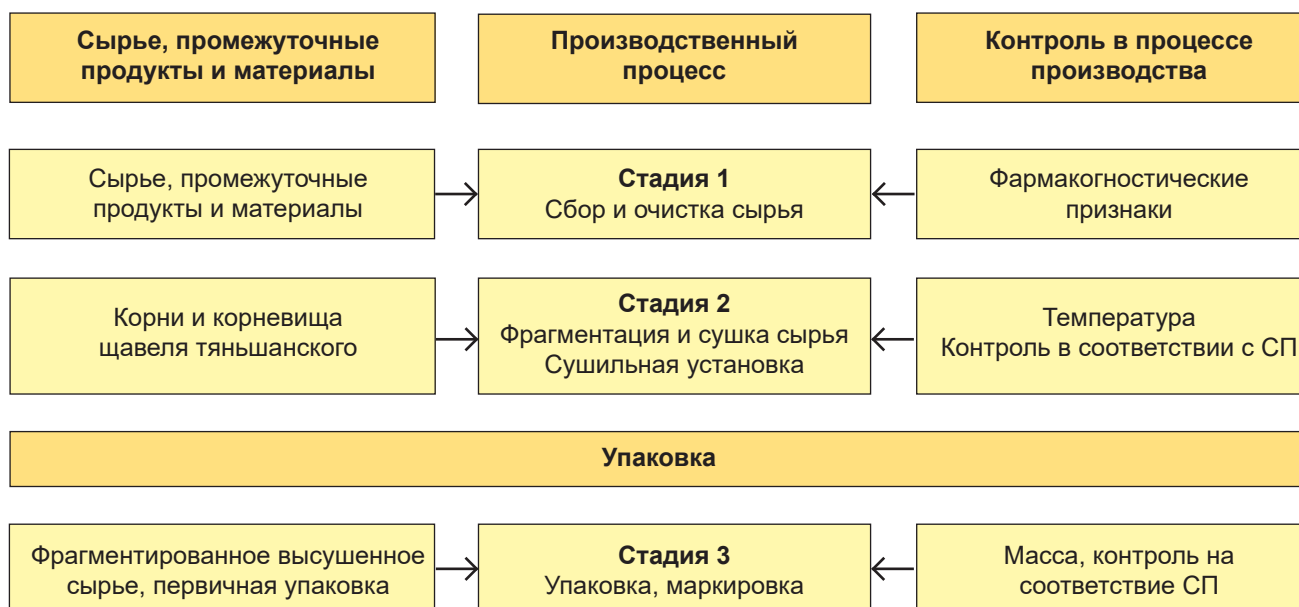 Сырье, промежуточные
продукты и материалы
Производственный
процесс
Контроль в процессе
производства
Сырье, промежуточные
продукты и материалы
Стадия 1
Сбор и очистка сырья
Фармакогностические
признаки
Корни и корневища
щавеля тяньшанского
Стадия 2
Фрагментация и сушка сырья
Сушильная установка
Температура
Контроль в соответствии с СП
Упаковка
Фрагментированное высушенное
сырье, первичная упаковка
Стадия 3
Упаковка, маркировка
Масса, контроль на
соответствие СП